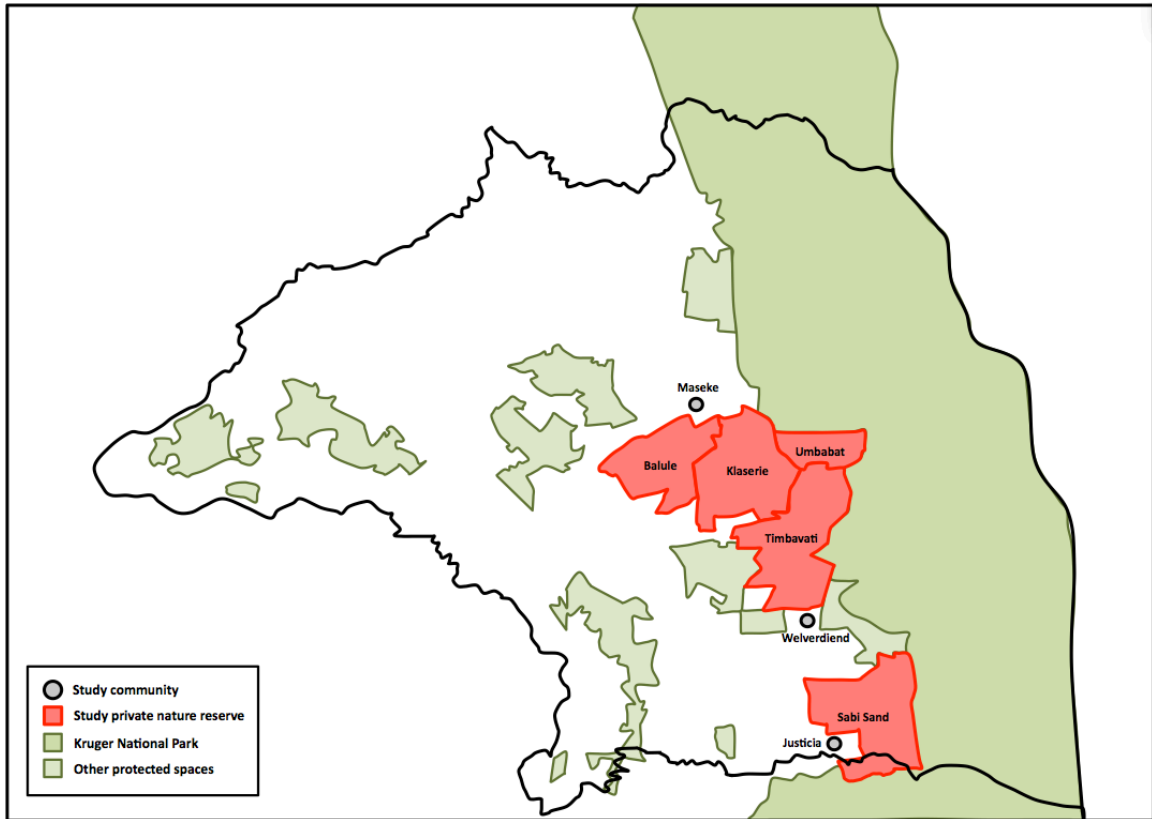 Maseke
Umbabat
Balule
Klaserie
Timbavati
Welverdiend
Sabi Sand
Justicia
Study community
Study private nature reserve
Kruger National Park
Other protected spaces